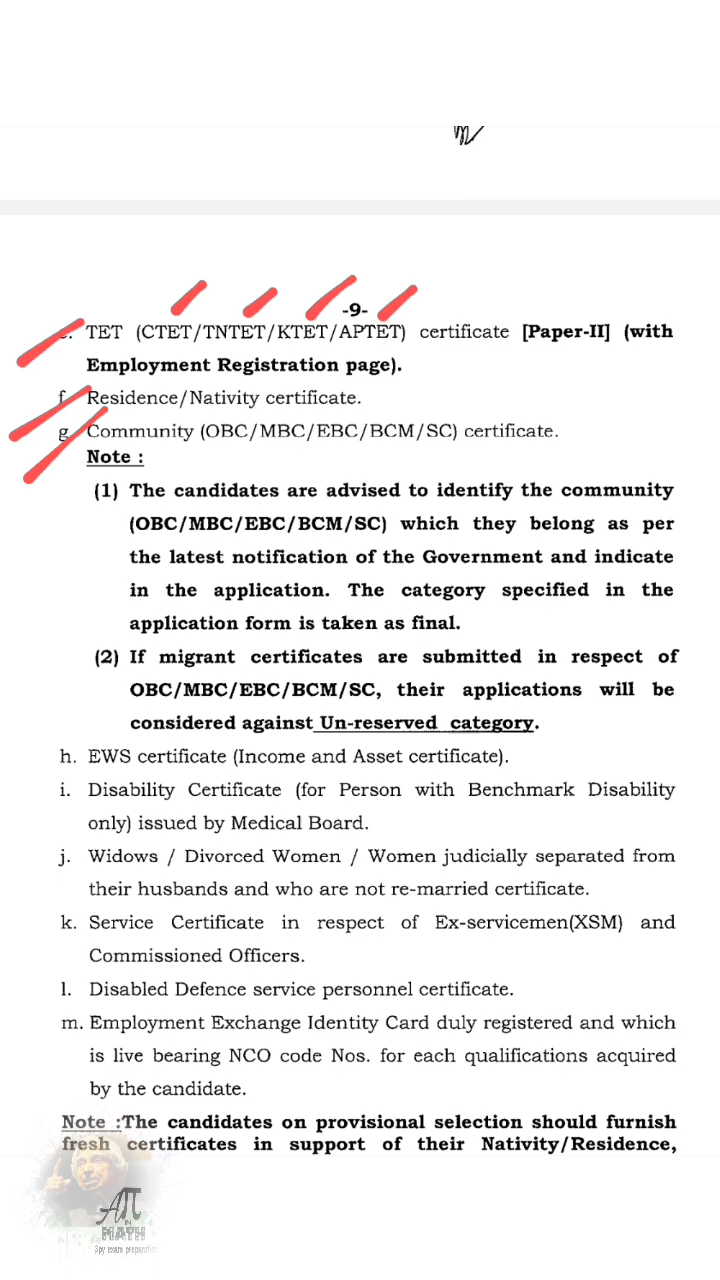 -9-
TET (CTET/TNTET/KTET/APTET) certificate [Paper-II] (with
Employment Registration page).
f. Residence/Nativity certificate.
g. Community (OBC/MBC/EBC/BCM/SC) certificate.
Note :
(1) The candidates are advised to identify the community
(OBC/MBC/EBC/BCM/SC) which they belong as per
the latest notification of the Government and indicate
in the application. The category specified in the
application form is taken as final.
(2) If migrant certificates are submitted in respect of
OBC/MBC/EBC/BCM/SC, their applications will be
considered against Un-reserved category.
h. EWS certificate (Income and Asset certificate).
i. Disability Certificate (for Person with Benchmark Disability
only) issued by Medical Board.
j. Widows / Divorced Women / Women judicially separated from
their husbands and who are not re-married certificate.
k. Service Certificate in respect of Ex-servicemen(XSM) and
Commissioned Officers.
l. Disabled Defence service personnel certificate.
m. Employment Exchange Identity Card duly registered and which
is live bearing NCO code Nos. for each qualifications acquired
by the candidate.
Note :The candidates on provisional selection should furnish
fresh certificates in support of their Nativity/Residence,
IN
MATH